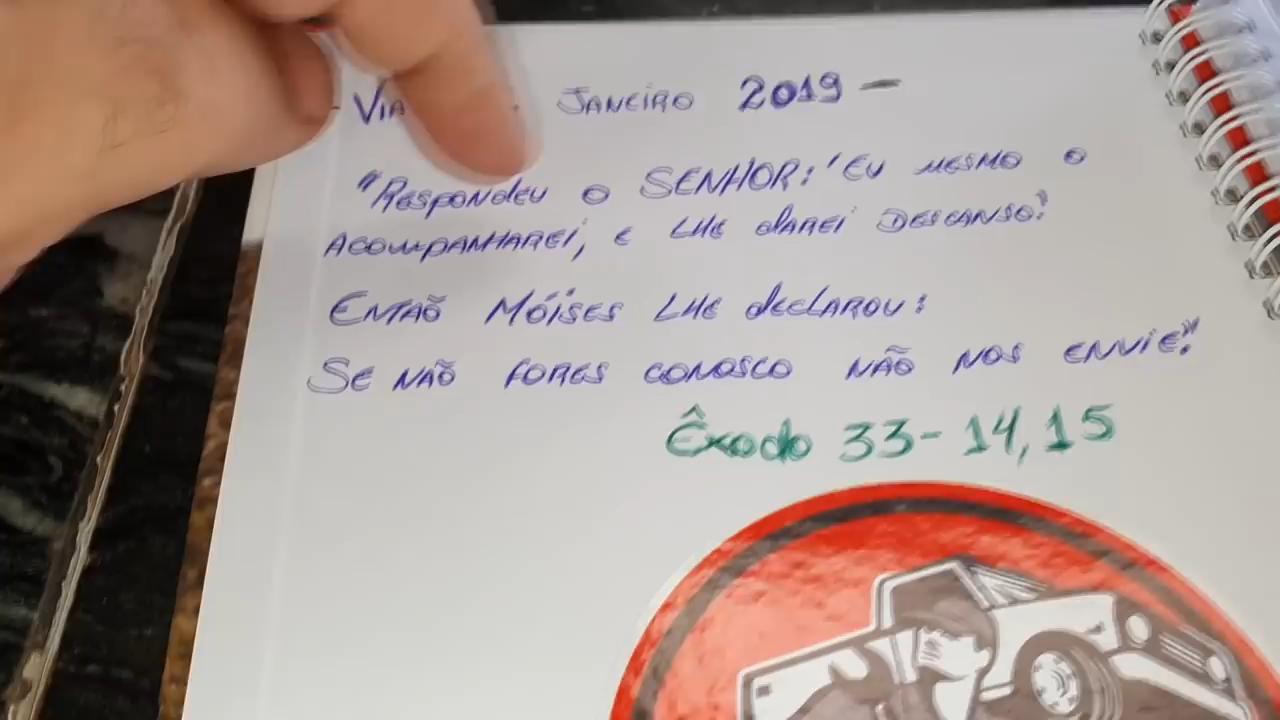 Janeiro 2019 -
"Respondeu o SENHOR: 'Eu mesmo o
acompanharei, e lhe darei descanso'.
Então Móises lhe declarou:
Se não fores conosco não nos envie."
Êxodo 33 - 14, 15